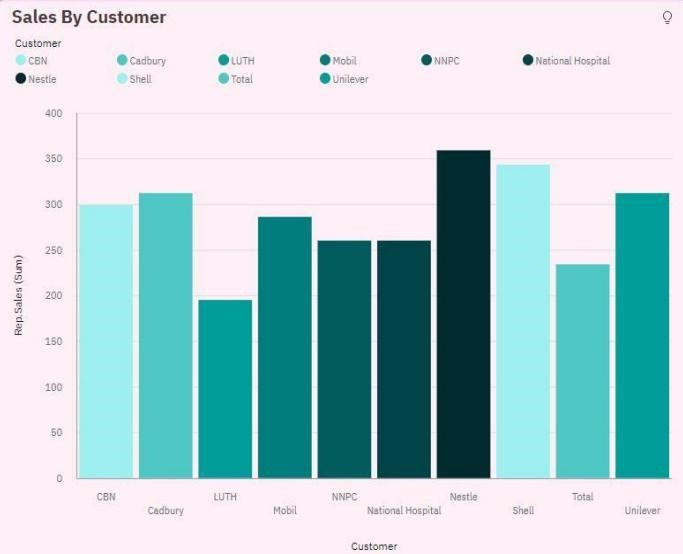 Sales By Customer
Customer
CBN Cadbury LUTH Mobil NNPC National Hospital
Nestle Shell Total Unilever
400
350
300
250
200
150
100
50
0
Rep.Sales (Sum)
CBN LUTH NNPC Nestle Total
Cadbury Mobil National Hospital Shell Unilever
Customer